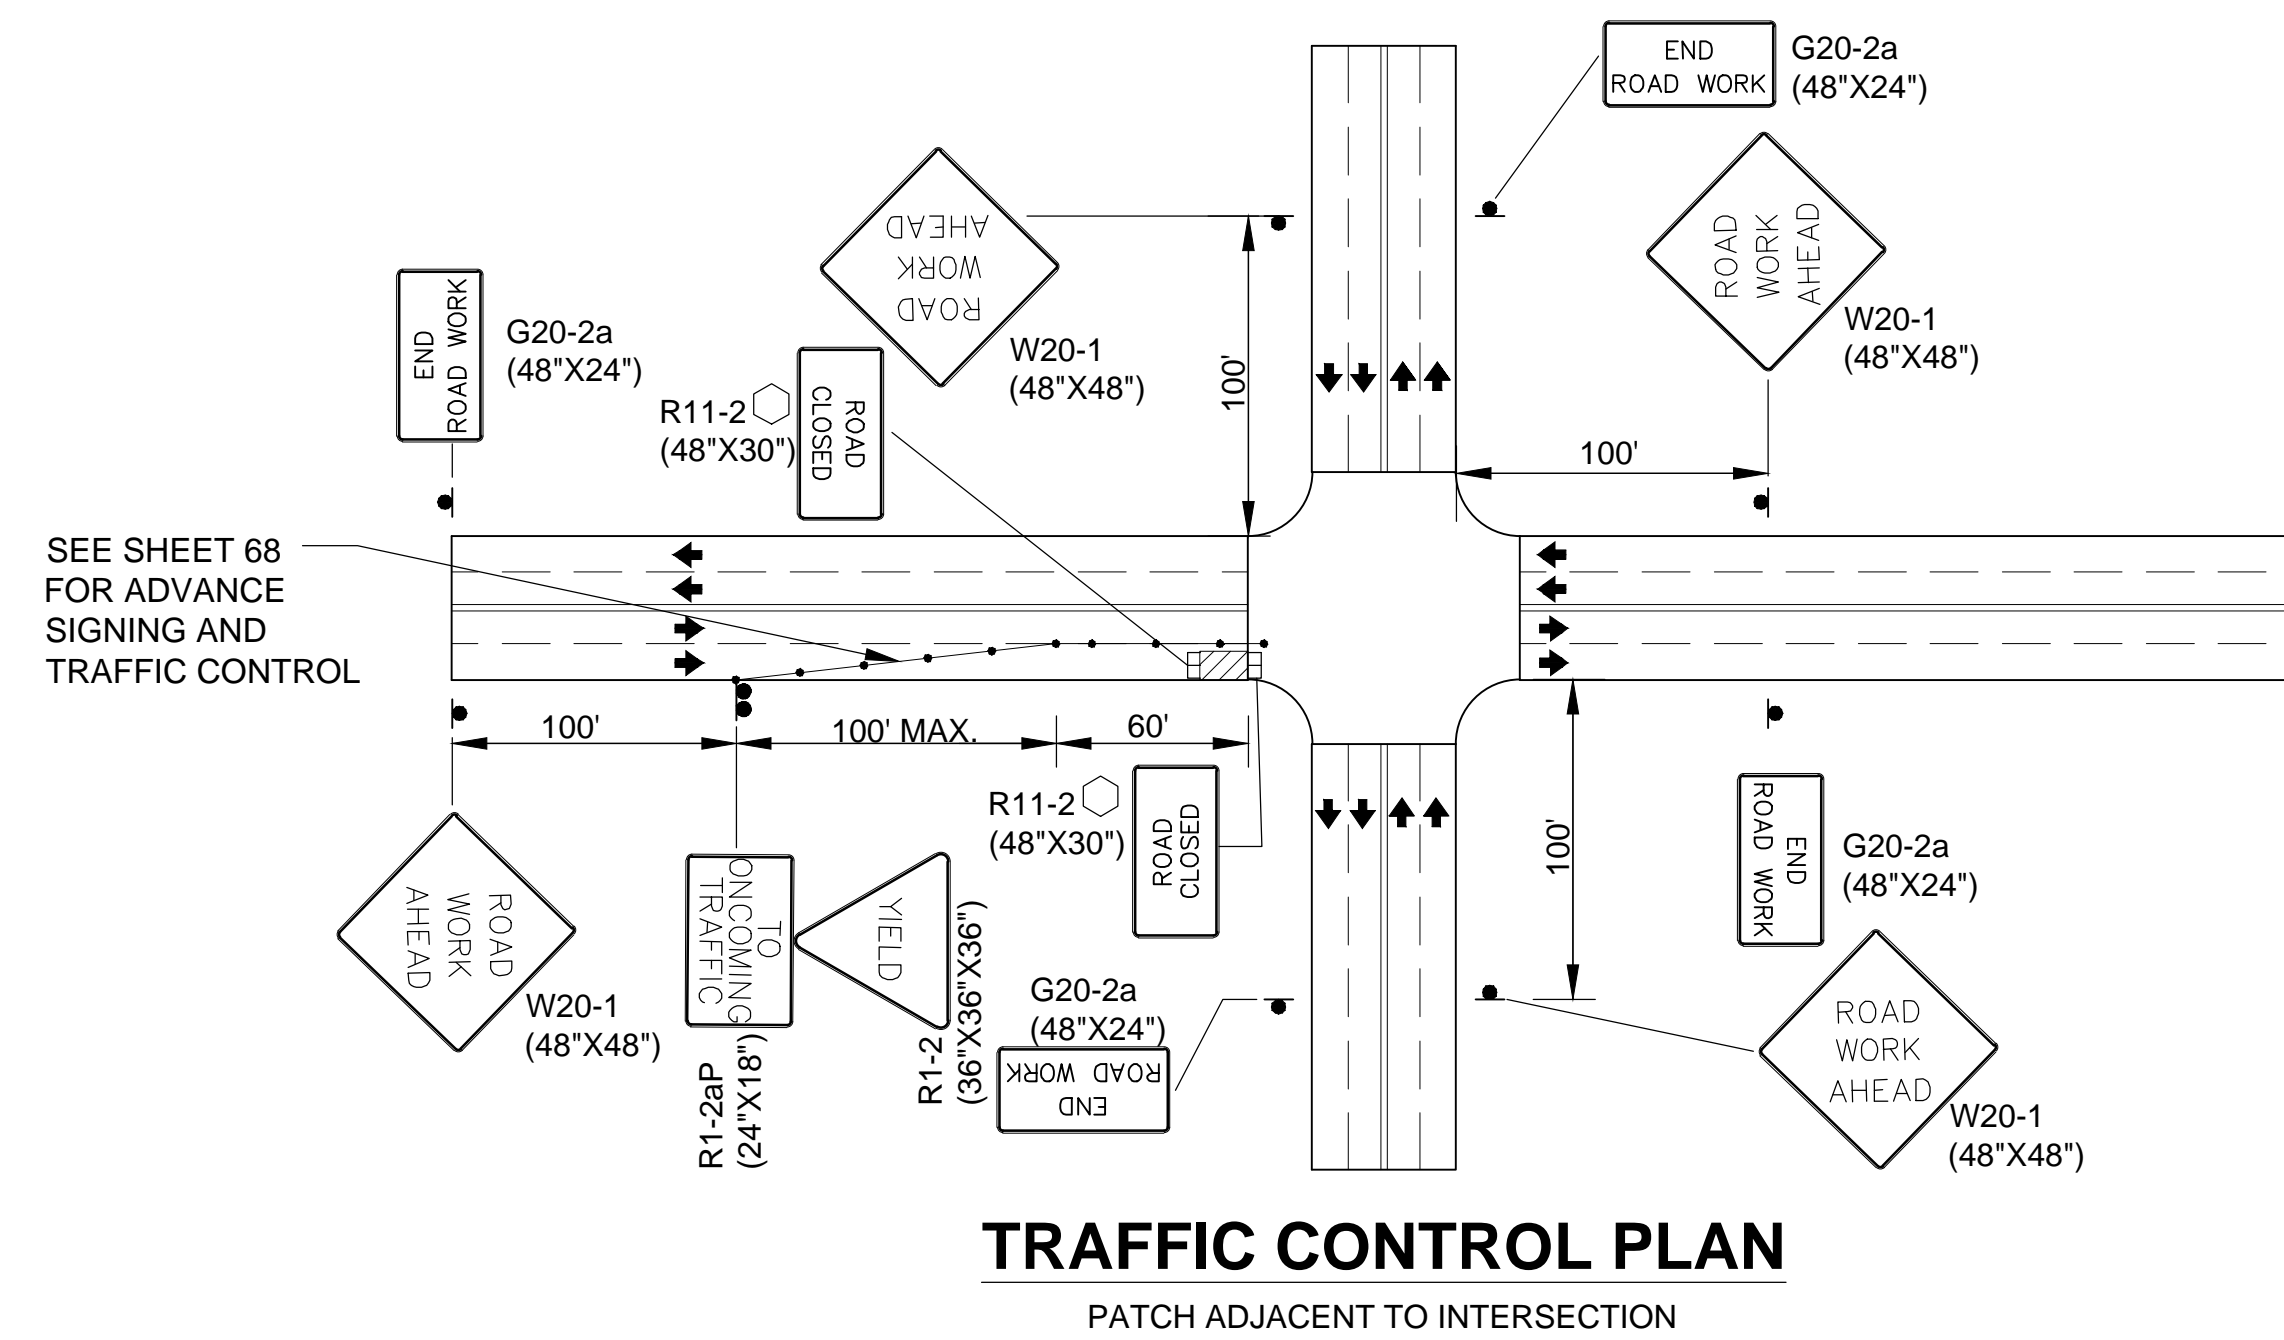 END
ROAD WORK
G20-2a
(48"X24")
ROAD
WORK
AHEAD
W20-1
(48"X48")
ROAD
WORK
AHEAD
W20-1
(48"X48")
END
ROAD WORK
G20-2a
(48"X24")
R11-2
(48"X30")
ROAD
CLOSED
100'
100'
SEE SHEET 68
FOR ADVANCE
SIGNING AND
TRAFFIC CONTROL
100'
100' MAX.
60'
R11-2
(48"X30")
ROAD
CLOSED
100'
END
ROAD WORK
G20-2a
(48"X24")
ROAD
WORK
AHEAD
W20-1
(48"X48")
TO
ONCOMING
TRAFFIC
R1-2aP
(24"X18")
YIELD
R1-2
(36"X36"X36")
G20-2a
(48"X24")
END
ROAD WORK
ROAD
WORK
AHEAD
W20-1
(48"X48")
TRAFFIC CONTROL PLAN
PATCH ADJACENT TO INTERSECTION